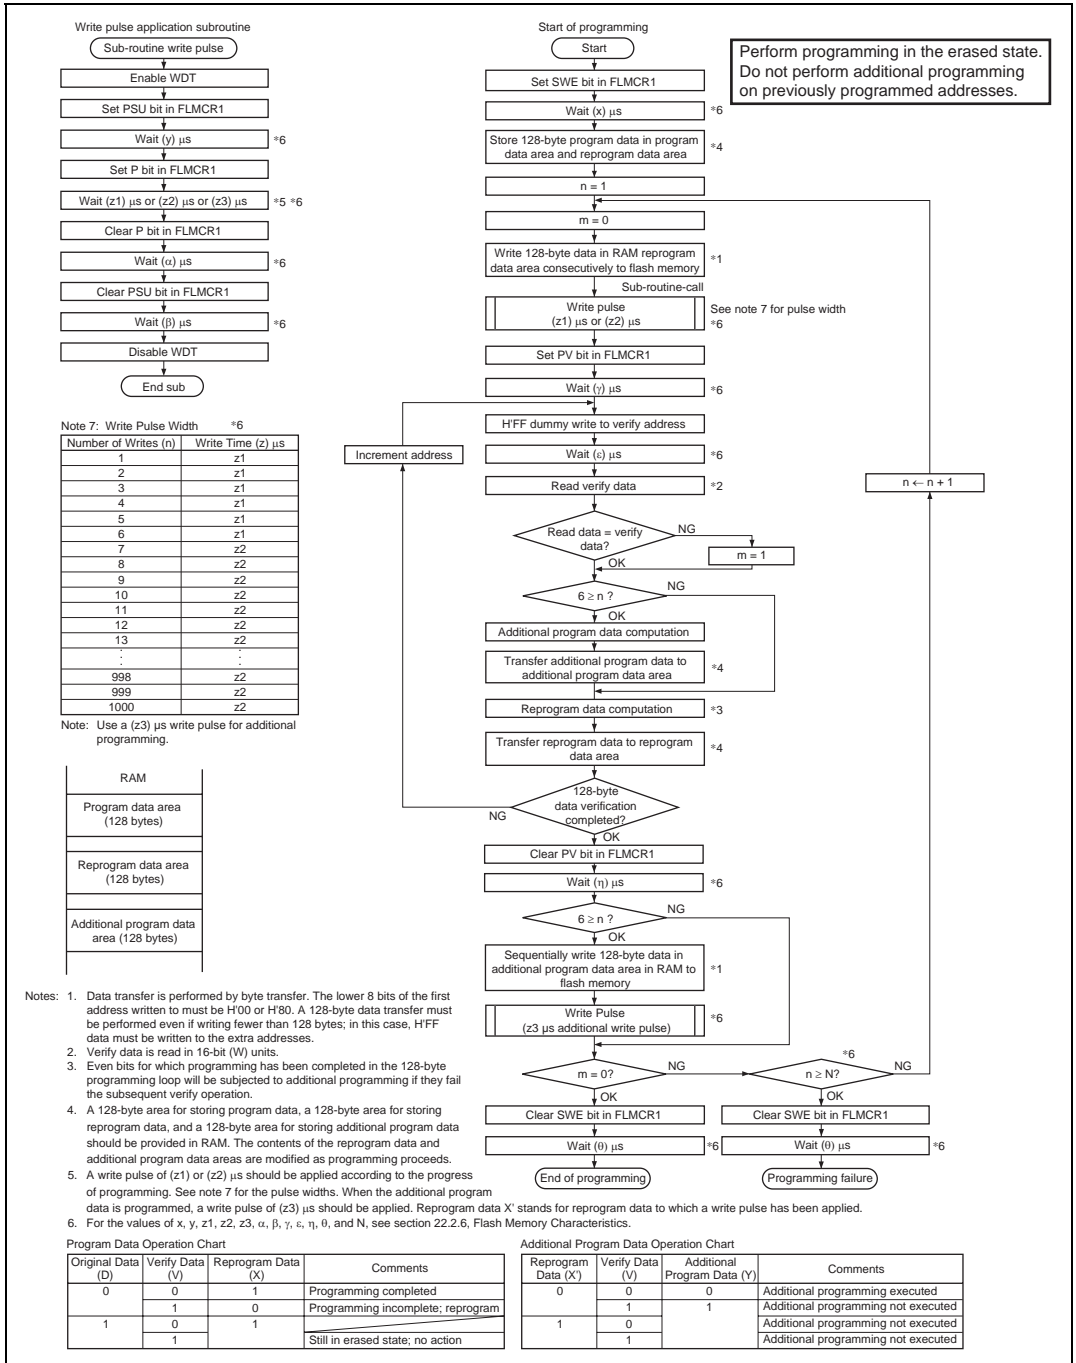 Write pulse application subroutine
Sub-routine write pulse
Enable WDT
Set PSU bit in FLMCR1
Wait (y) µs *6
Set P bit in FLMCR1
Wait (z1) µs or (z2) µs or (z3) µs *5 *6
Clear P bit in FLMCR1
Wait (α) µs *6
Clear PSU bit in FLMCR1
Wait (β) µs *6
Disable WDT
End sub
Note 7: Write Pulse Width *6
Number of Writes (n) Write Time (z) µs
1 z1
2 z1
3 z1
4 z1
5 z1
6 z1
7 z2
8 z2
9 z2
10 z2
11 z2
12 z2
13 z2
⋮ ⋮
998 z2
999 z2
1000 z2
Note: Use a (z3) µs write pulse for additional
programming.
RAM
Program data area
(128 bytes)
Reprogram data area
(128 bytes)
Additional program data
area (128 bytes)
Start of programming
Start
Set SWE bit in FLMCR1
Wait (x) µs *6
Store 128-byte program data in program
data area and reprogram data area *4
n = 1
m = 0
Write 128-byte data in RAM reprogram
data area consecutively to flash memory *1
Sub-routine-call
Write pulse
(z1) µs or (z2) µs
See note 7 for pulse width
*6
Set PV bit in FLMCR1
Wait (γ) µs *6
H'FF dummy write to verify address
Wait (ε) µs *6
Read verify data *2
Increment address
n ← n + 1
Read data = verify
data?
NG
m = 1
OK
6 ≥ n ?
NG
OK
Additional program data computation
Transfer additional program data to
additional program data area *4
Reprogram data computation *3
Transfer reprogram data to reprogram
data area *4
128-byte
data verification
completed?
NG
OK
Clear PV bit in FLMCR1
Wait (η) µs *6
6 ≥ n ?
NG
OK
Sequentially write 128-byte data in
additional program data area in RAM to
flash memory *1
Write Pulse
(z3 µs additional write pulse) *6
m = 0?
NG
OK
*6
n ≥ N?
NG
OK
Clear SWE bit in FLMCR1 Clear SWE bit in FLMCR1
Wait (θ) µs *6 Wait (θ) µs *6
End of programming Programming failure
Perform programming in the erased state.
Do not perform additional programming
on previously programmed addresses.
Notes: 1. Data transfer is performed by byte transfer. The lower 8 bits of the first
address written to must be H'00 or H'80. A 128-byte data transfer must
be performed even if writing fewer than 128 bytes; in this case, H'FF
data must be written to the extra addresses.
2. Verify data is read in 16-bit (W) units.
3. Even bits for which programming has been completed in the 128-byte
programming loop will be subjected to additional programming if they fail
the subsequent verify operation.
4. A 128-byte area for storing program data, a 128-byte area for storing
reprogram data, and a 128-byte area for storing additional program data
should be provided in RAM. The contents of the reprogram data and
additional program data areas are modified as programming proceeds.
5. A write pulse of (z1) or (z2) µs should be applied according to the progress
of programming. See note 7 for the pulse widths. When the additional program
data is programmed, a write pulse of (z3) µs should be applied. Reprogram data X' stands for reprogram data to which a write pulse has been applied.
6. For the values of x, y, z1, z2, z3, α, β, γ, ε, η, θ, and N, see section 22.2.6, Flash Memory Characteristics.
Program Data Operation Chart
Original Data Verify Data Reprogram Data Comments
(D) (V) (X)
0 0 1 Programming completed
1 0 Programming incomplete; reprogram
1 0 1
1 Still in erased state; no action
Additional Program Data Operation Chart
Reprogram Verify Data Additional Comments
Data (X') (V) Program Data (Y)
0 0 0 Additional programming executed
1 1 Additional programming not executed
1 0 Additional programming not executed
1 Additional programming not executed